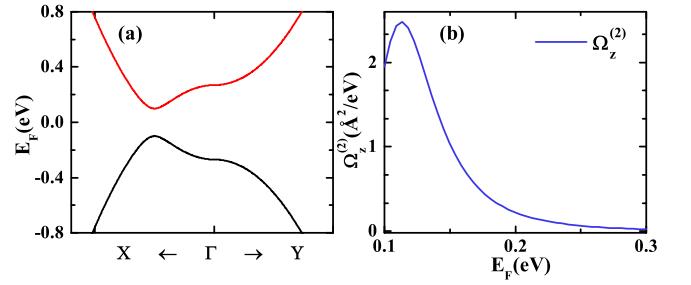 (a)
E_F(eV)
0.8
0.4
0.0
-0.4
-0.8
X ← Γ → Y
(b)
Ω_z^(2)
Ω_z^(2)(Å^2/eV)
2
1
0
0.1 0.2 0.3
E_F(eV)